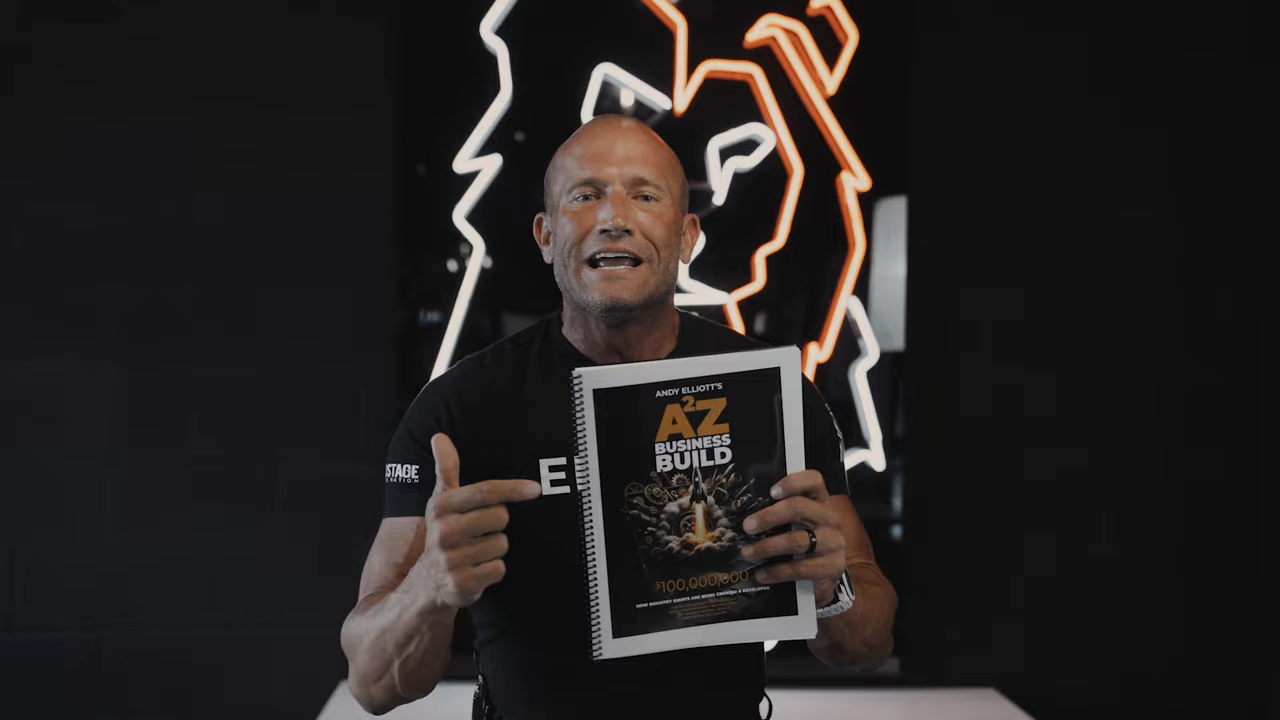 ANDY ELLIOTT'S
A2Z
BUSINESS
BUILD
$100,000,000
HOW INDUSTRY GIANTS ARE BEING CREATED & DEVELOPED
STAGE
E